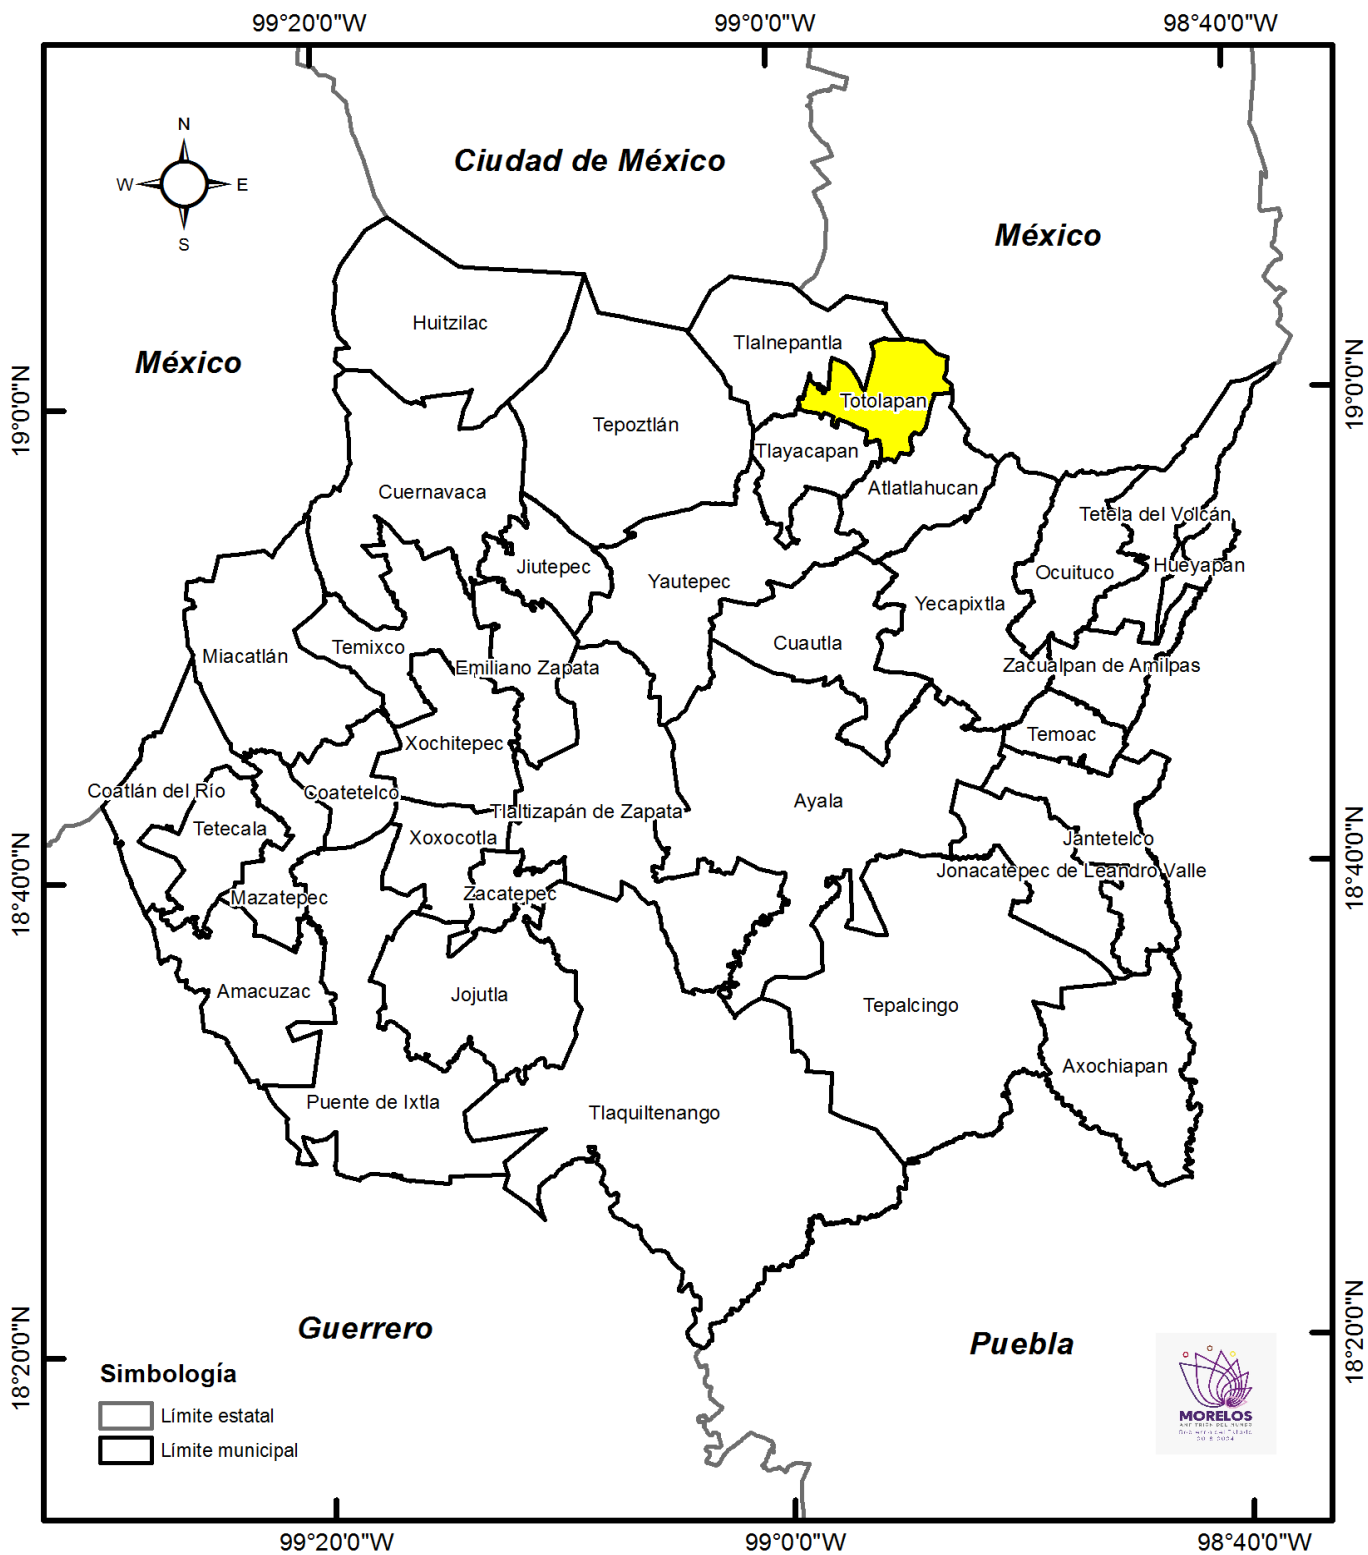 99°20'0"W
99°0'0"W
98°40'0"W
N
W
E
S
Ciudad de México
México
México
Huitzilac
Tlalnepantla
19°0'0"N
19°0'0"N
Totolapan
Tepoztlán
Tlayacapan
Cuernavaca
Atlatlahucan
Tetela del Volcán
Jiutepec
Yautepec
Ocuituco
Hueyapan
Yecapixtla
Cuautla
Temixco
Miacatlán
Emiliano Zapata
Zacualpan de Amilpas
Xochitepec
Temoac
Coatlán del Río
Coatetelco
Ayala
Tlaltizapán de Zapata
Tetecala
Xoxocotla
Jantetelco
18°40'0"N
18°40'0"N
Jonacatepec de Leandro Valle
Mazatepec
Zacatepec
Amacuzac
Jojutla
Tepalcingo
Axochiapan
Puente de Ixtla
Tlaquiltenango
Guerrero
Puebla
18°20'0"N
18°20'0"N
Simbología
Límite estatal
Límite municipal
MORELOS
99°20'0"W
99°0'0"W
98°40'0"W